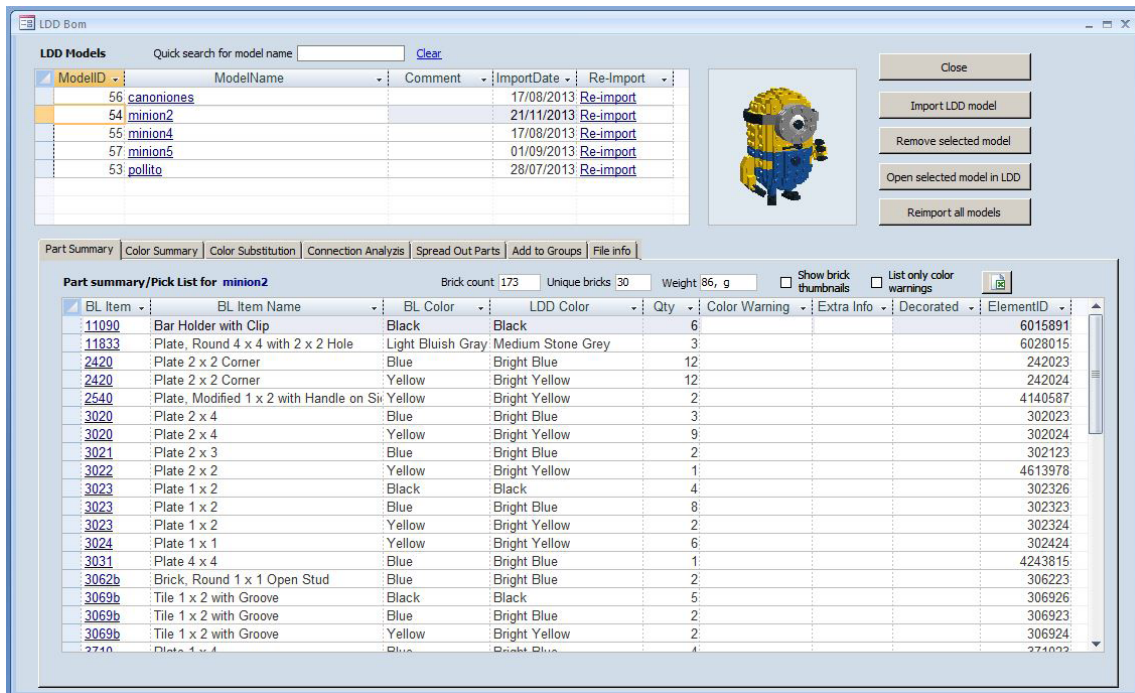 LDD Bom
LDD Models Quick search for model name Clear
ModelID ModelName Comment ImportDate Re-Import
56 canoniones 17/08/2013 Re-import
54 minion2 21/11/2013 Re-import
55 minion4 17/08/2013 Re-import
57 minion5 01/09/2013 Re-import
53 pollito 28/07/2013 Re-import
Close
Import LDD model
Remove selected model
Open selected model in LDD
Reimport all models
Part Summary Color Summary Color Substitution Connection Analyzis Spread Out Parts Add to Groups File info
Part summary/Pick List for minion2 Brick count 173 Unique bricks 30 Weight 86, g Show brick thumbnails List only color warnings
BL Item BL Item Name BL Color LDD Color Qty Color Warning Extra Info Decorated ElementID
11090 Bar Holder with Clip Black Black 6 6015891
11833 Plate, Round 4 x 4 with 2 x 2 Hole Light Bluish Gray Medium Stone Grey 3 6028015
2420 Plate 2 x 2 Corner Blue Bright Blue 12 242023
2420 Plate 2 x 2 Corner Yellow Bright Yellow 12 242024
2540 Plate, Modified 1 x 2 with Handle on Si Yellow Bright Yellow 2 4140587
3020 Plate 2 x 4 Blue Bright Blue 3 302023
3020 Plate 2 x 4 Yellow Bright Yellow 9 302024
3021 Plate 2 x 3 Blue Bright Blue 2 302123
3022 Plate 2 x 2 Yellow Bright Yellow 1 4613978
3023 Plate 1 x 2 Black Black 4 302326
3023 Plate 1 x 2 Blue Bright Blue 8 302323
3023 Plate 1 x 2 Yellow Bright Yellow 2 302324
3024 Plate 1 x 1 Yellow Bright Yellow 6 302424
3031 Plate 4 x 4 Blue Bright Blue 1 4243815
3062b Brick, Round 1 x 1 Open Stud Blue Bright Blue 2 306223
3069b Tile 1 x 2 with Groove Black Black 5 306926
3069b Tile 1 x 2 with Groove Blue Bright Blue 2 306923
3069b Tile 1 x 2 with Groove Yellow Bright Yellow 2 306924
3710 Plate 1 x 4 Blue Bright Blue 4 371023